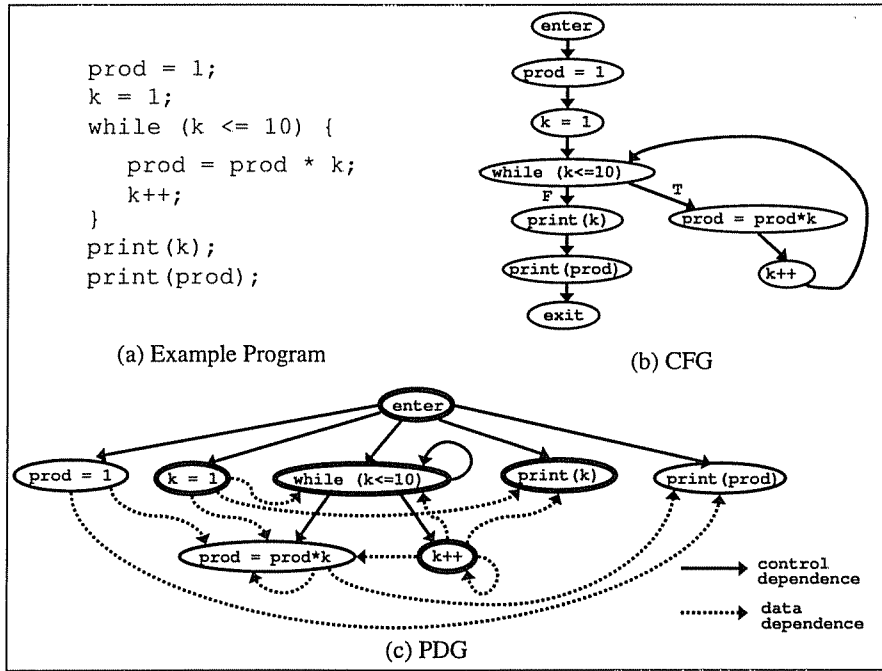 prod = 1;
k = 1;
while (k <= 10) {
prod = prod * k;
k++;
}
print(k);
print(prod);
(a) Example Program
enter
prod = 1
k = 1
while (k<=10)
F
T
print(k)
prod = prod*k
print(prod)
k++
exit
(b) CFG
enter
prod = 1
k = 1
while (k<=10)
print(k)
print(prod)
prod = prod*k
k++
control
dependence
data
dependence
(c) PDG